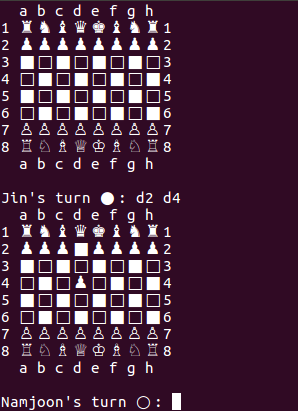 a b c d e f g h
1 ♜ ♞ ♝ ♛ ♚ ♝ ♞ ♜ 1
2 ♟ ♟ ♟ ♟ ♟ ♟ ♟ ♟ 2
3 ■ □ ■ □ ■ □ ■ □ 3
4 □ ■ □ ■ □ ■ □ ■ 4
5 ■ □ ■ □ ■ □ ■ □ 5
6 □ ■ □ ■ □ ■ □ ■ 6
7 ♙ ♙ ♙ ♙ ♙ ♙ ♙ ♙ 7
8 ♖ ♘ ♗ ♕ ♔ ♗ ♘ ♖ 8
a b c d e f g h
Jin's turn ⬤: d2 d4
a b c d e f g h
1 ♜ ♞ ♝ ♛ ♚ ♝ ♞ ♜ 1
2 ♟ ♟ ♟ ■ ♟ ♟ ♟ ♟ 2
3 ■ □ ■ □ ■ □ ■ □ 3
4 □ ■ □ ♟ □ ■ □ ■ 4
5 ■ □ ■ □ ■ □ ■ □ 5
6 □ ■ □ ■ □ ■ □ ■ 6
7 ♙ ♙ ♙ ♙ ♙ ♙ ♙ ♙ 7
8 ♖ ♘ ♗ ♕ ♔ ♗ ♘ ♖ 8
a b c d e f g h
Namjoon's turn ◯: